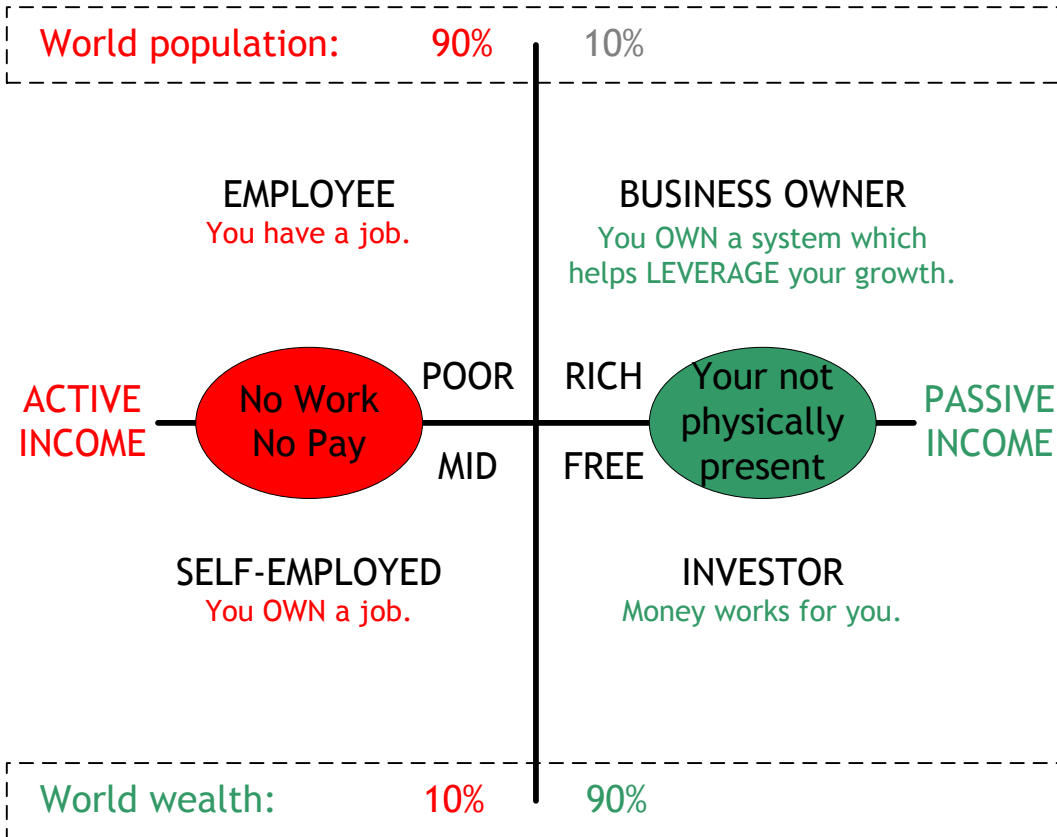 World population: 90% 10%
EMPLOYEE
You have a job.
BUSINESS OWNER
You OWN a system which
helps LEVERAGE your growth.
ACTIVE
INCOME
No Work
No Pay
POOR
RICH
MID
FREE
Your not
physically
present
PASSIVE
INCOME
SELF-EMPLOYED
You OWN a job.
INVESTOR
Money works for you.
World wealth: 10% 90%